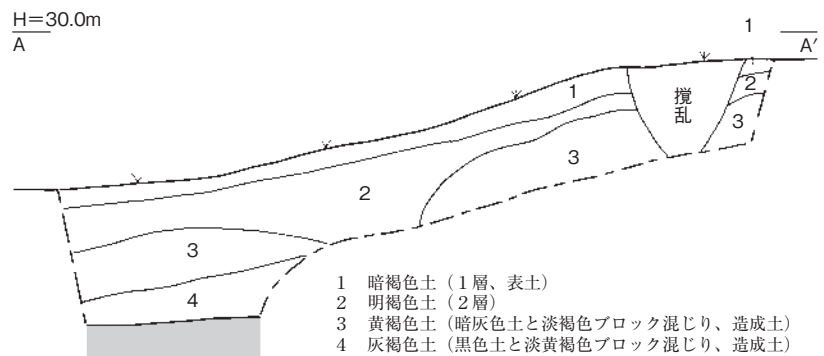 H＝30.0m
A
1
A′
1
2
撹乱
3
2
3
2
3
4
1　暗褐色土（１層、表土）
2　明褐色土（２層）
3　黄褐色土（暗灰色土と淡褐色ブロック混じり、造成土）
4　灰褐色土（黒色土と淡黄褐色ブロック混じり、造成土）